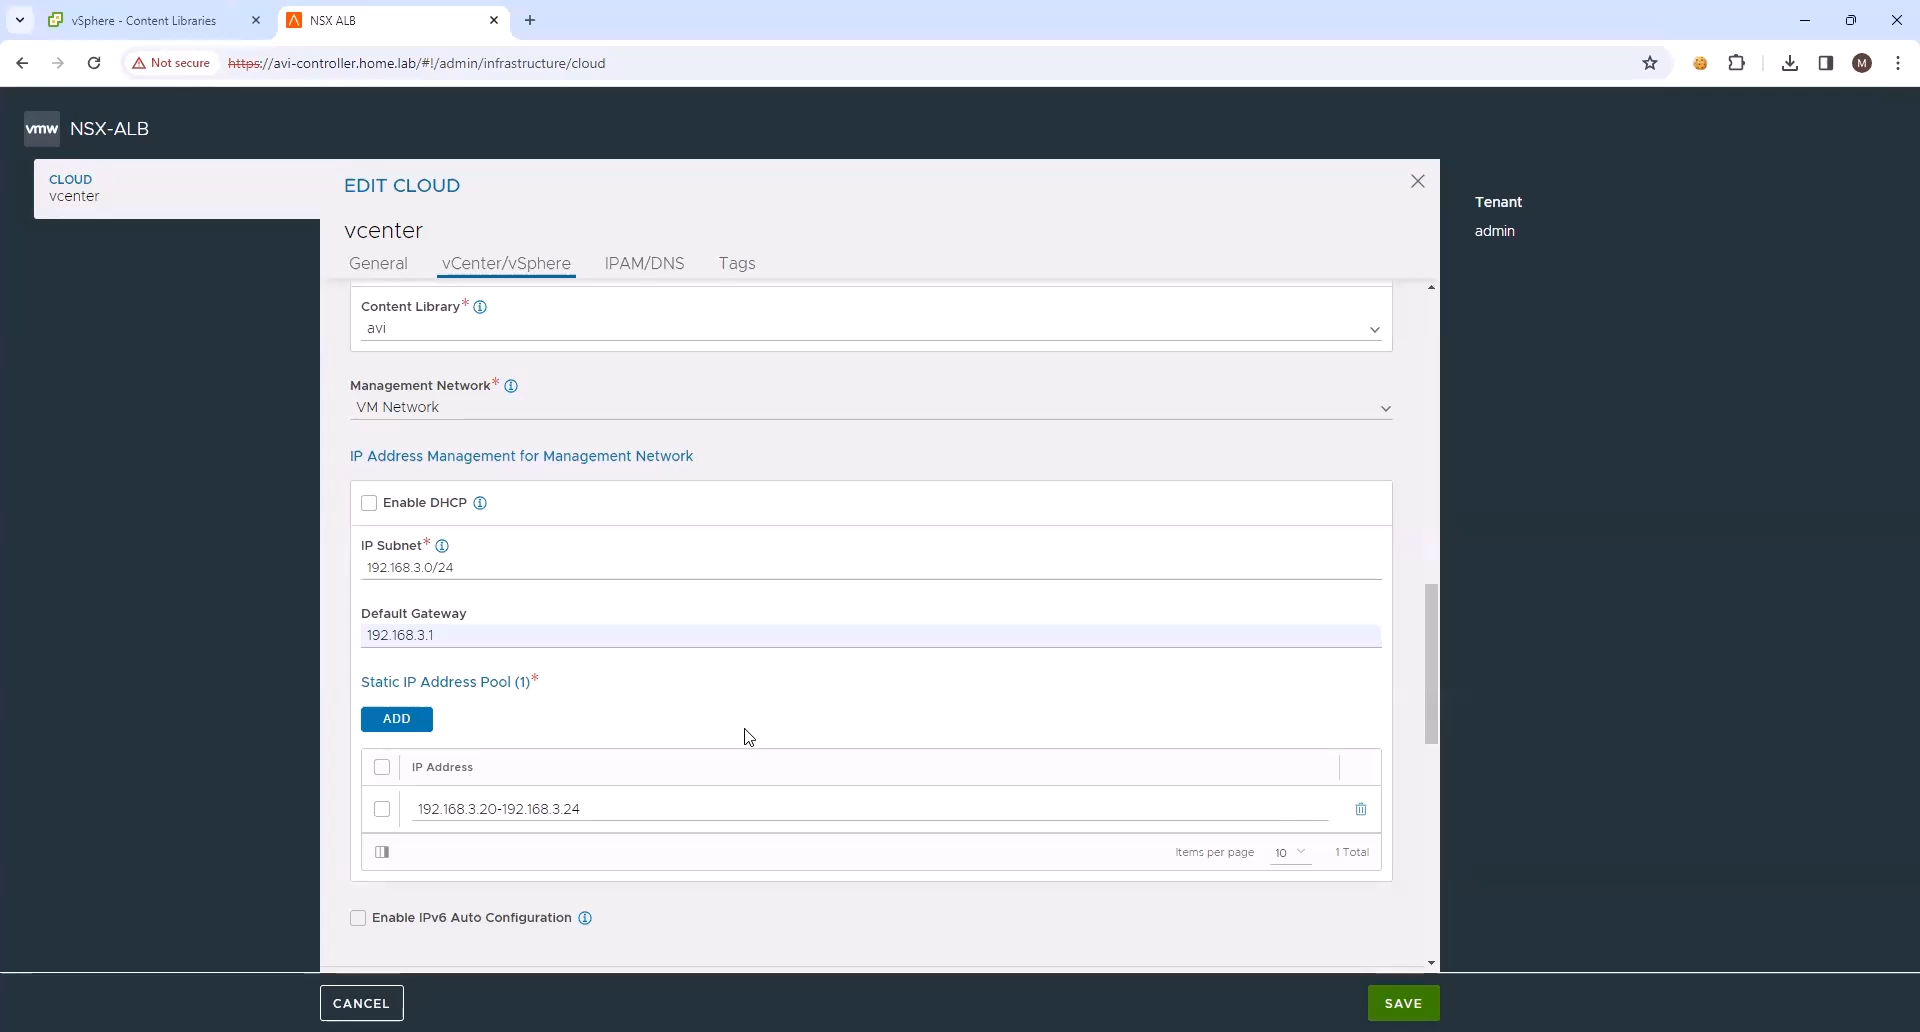 vSphere - Content Libraries
NSX ALB
Not secure
https://avi-controller.home.lab/#!/admin/infrastructure/cloud
M
vmw NSX-ALB
CLOUD
vcenter
EDIT CLOUD
vcenter
General vCenter/vSphere IPAM/DNS Tags
Tenant
admin
Content Library*
avi
Management Network*
VM Network
IP Address Management for Management Network
Enable DHCP
IP Subnet*
192.168.3.0/24
Default Gateway
192.168.3.1
Static IP Address Pool (1)*
ADD
IP Address
192.168.3.20-192.168.3.24
Items per page 10 1 Total
Enable IPv6 Auto Configuration
CANCEL
SAVE